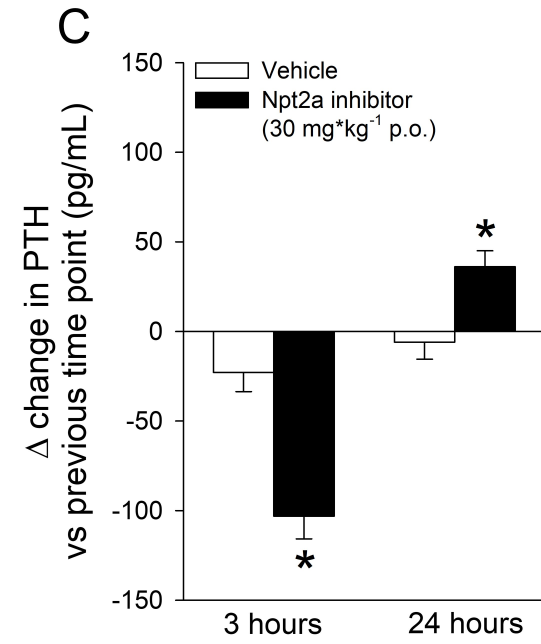 C
Δ change in PTH
vs previous time point (pg/mL)
150
100
50
0
-50
-100
-150
Vehicle
Npt2a inhibitor
(30 mg*kg⁻¹ p.o.)
*
*
3 hours
24 hours